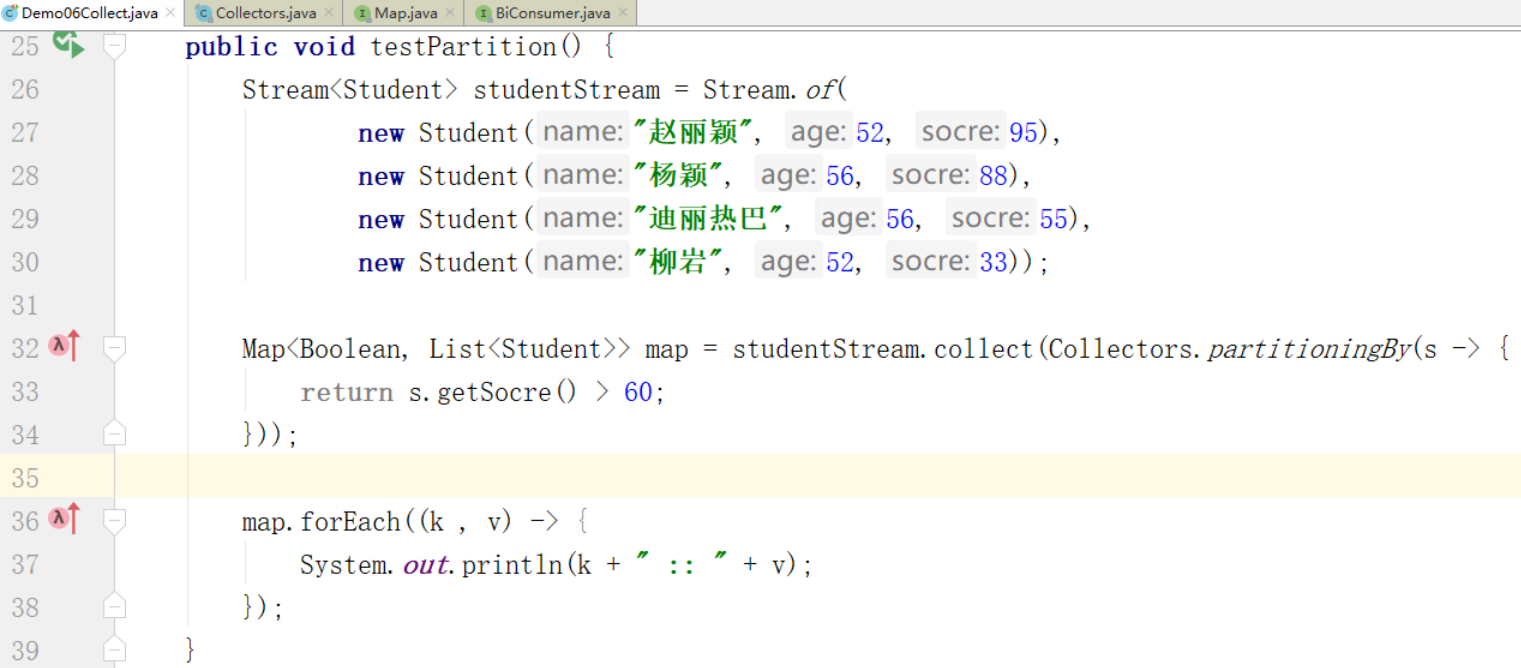 Demo06Collect.java × Collectors.java × Map.java × BiConsumer.java ×
25 public void testPartition() {
26 Stream<Student> studentStream = Stream.of(
27 new Student( name: "赵丽颖", age: 52, socre: 95),
28 new Student( name: "杨颖", age: 56, socre: 88),
29 new Student( name: "迪丽热巴", age: 56, socre: 55),
30 new Student( name: "柳岩", age: 52, socre: 33));
31
32 Map<Boolean, List<Student>> map = studentStream.collect(Collectors.partitioningBy(s -> {
33 return s.getSocre() > 60;
34 }));
35
36 map.forEach((k , v) -> {
37 System.out.println(k + " :: " + v);
38 });
39 }